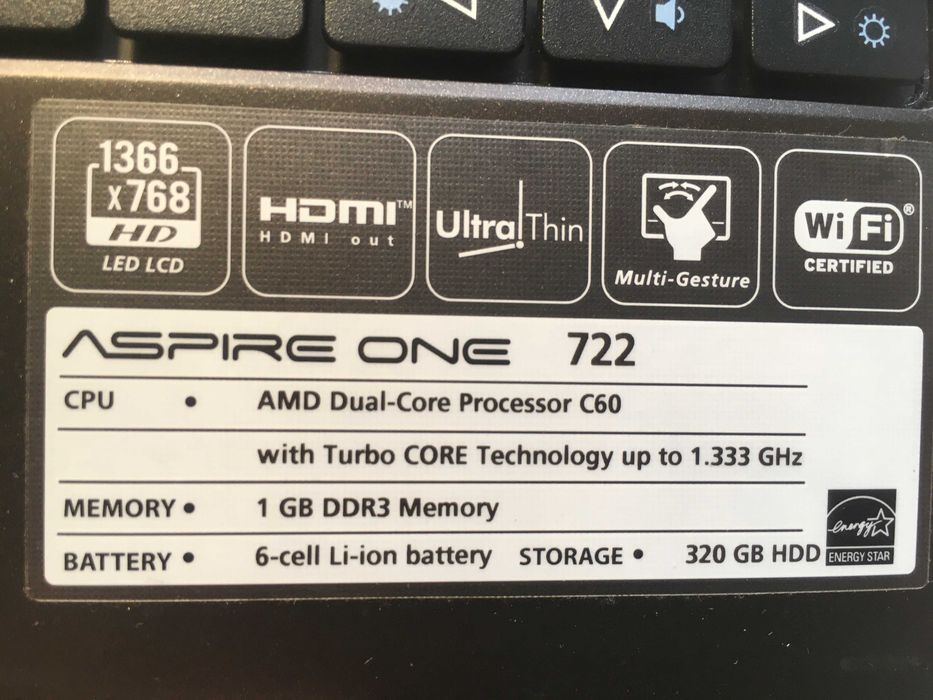 1366
x768
HD
LED LCD
HDMI™
HDMI out
UltraThin
Multi-Gesture
Wi Fi®
CERTIFIED
ASPIRE ONE 722
CPU • AMD Dual-Core Processor C60
with Turbo CORE Technology up to 1.333 GHz
MEMORY • 1 GB DDR3 Memory
BATTERY • 6-cell Li-ion battery STORAGE • 320 GB HDD
energy
ENERGY STAR